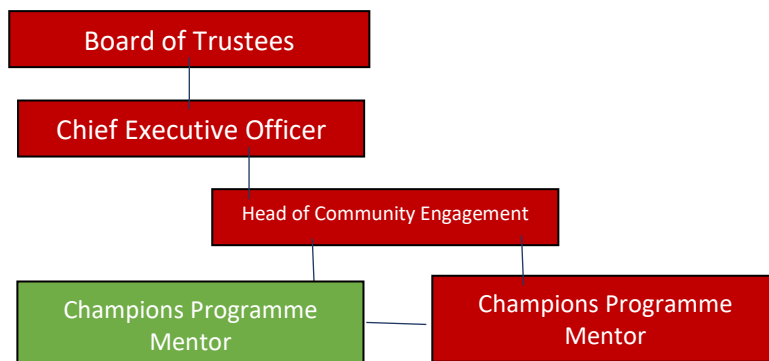 Board of Trustees
Chief Executive Officer
Head of Community Engagement
Champions Programme
Mentor
Champions Programme
Mentor